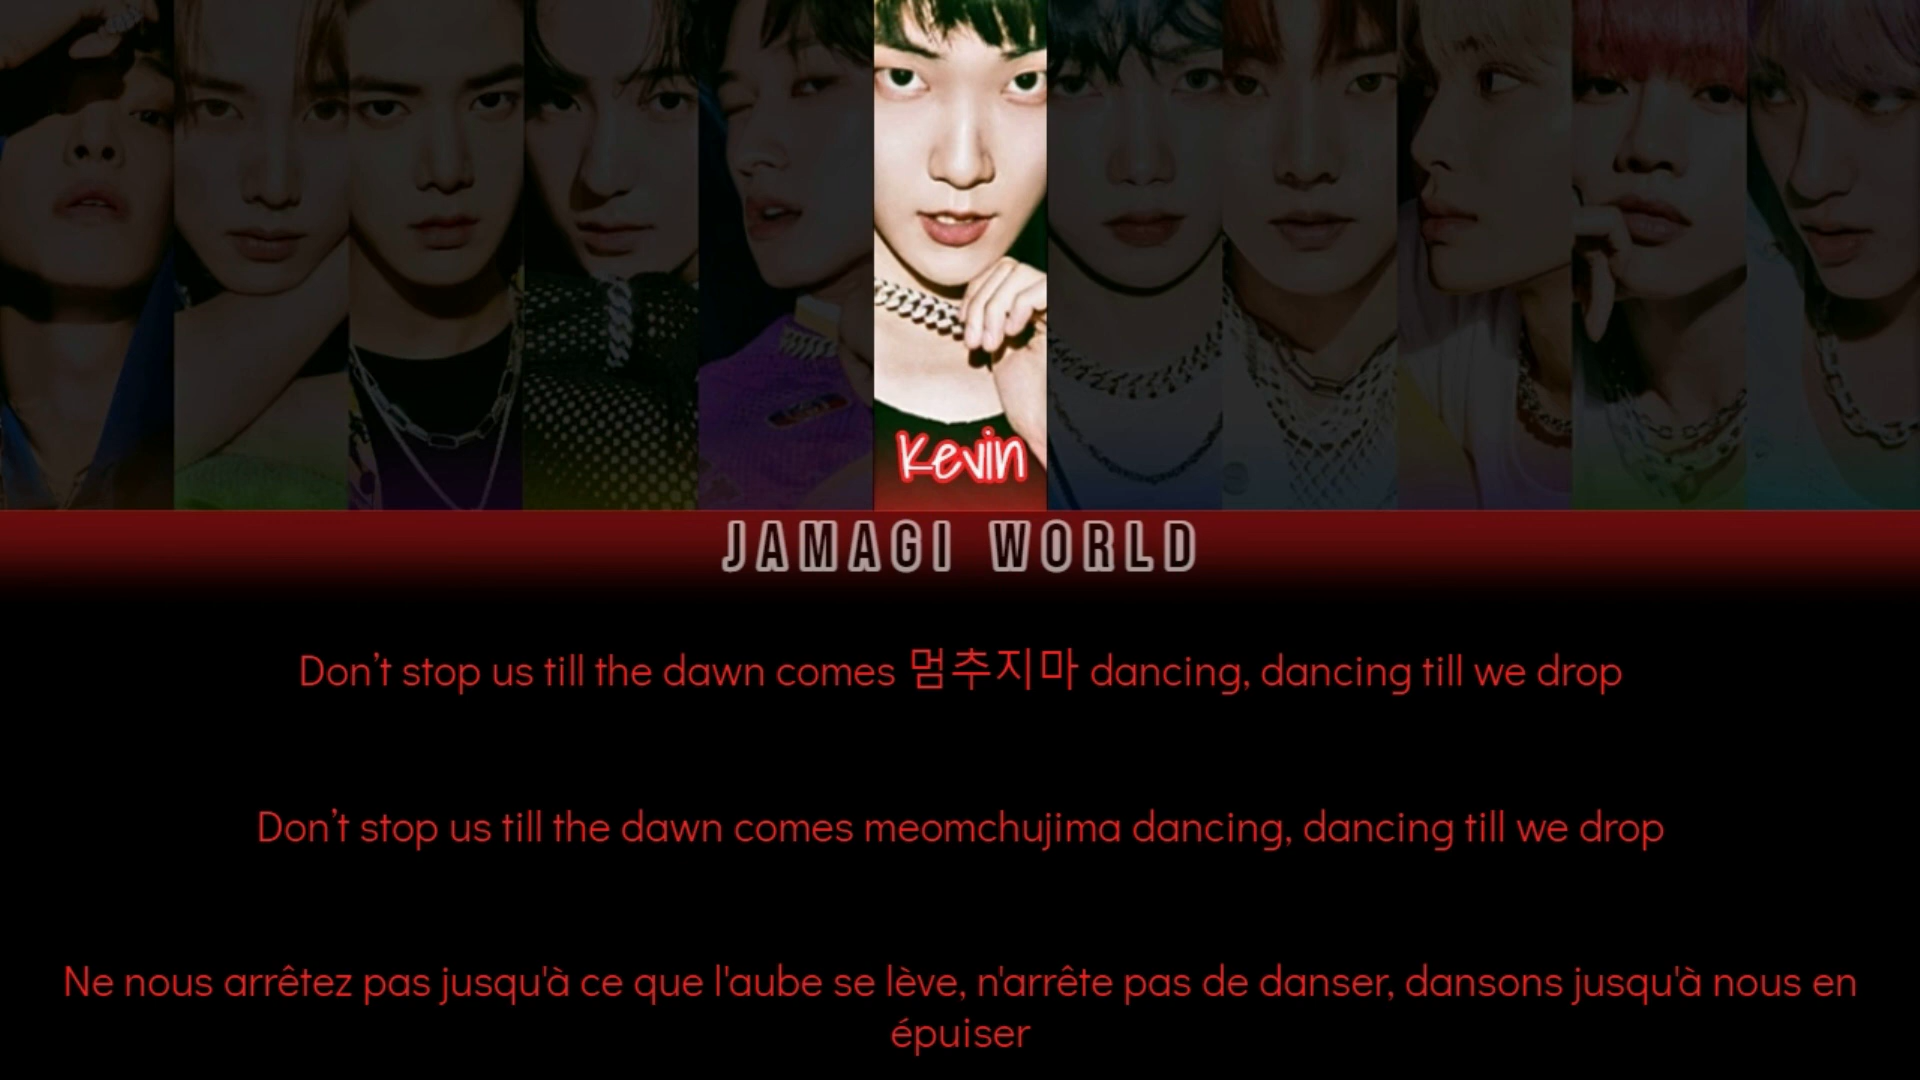 Kevin
JAMAGI WORLD
Don’t stop us till the dawn comes 멈추지마 dancing, dancing till we drop
Don’t stop us till the dawn comes meomchujima dancing, dancing till we drop
Ne nous arrêtez pas jusqu'à ce que l'aube se lève, n'arrête pas de danser, dansons jusqu'à nous en
épuiser